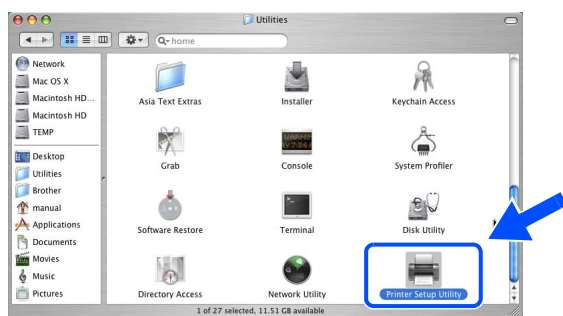 Utilities
Q- home
Network
Mac OS X
Macintosh HD...
Macintosh HD
TEMP
Desktop
Utilities
Brother
manual
Applications
Documents
Movies
Music
Pictures
Asia Text Extras
Installer
Keychain Access
Grab
Console
System Profiler
Software Restore
Terminal
Disk Utility
Directory Access
Network Utility
Printer Setup Utility
1 of 27 selected, 11.51 GB available